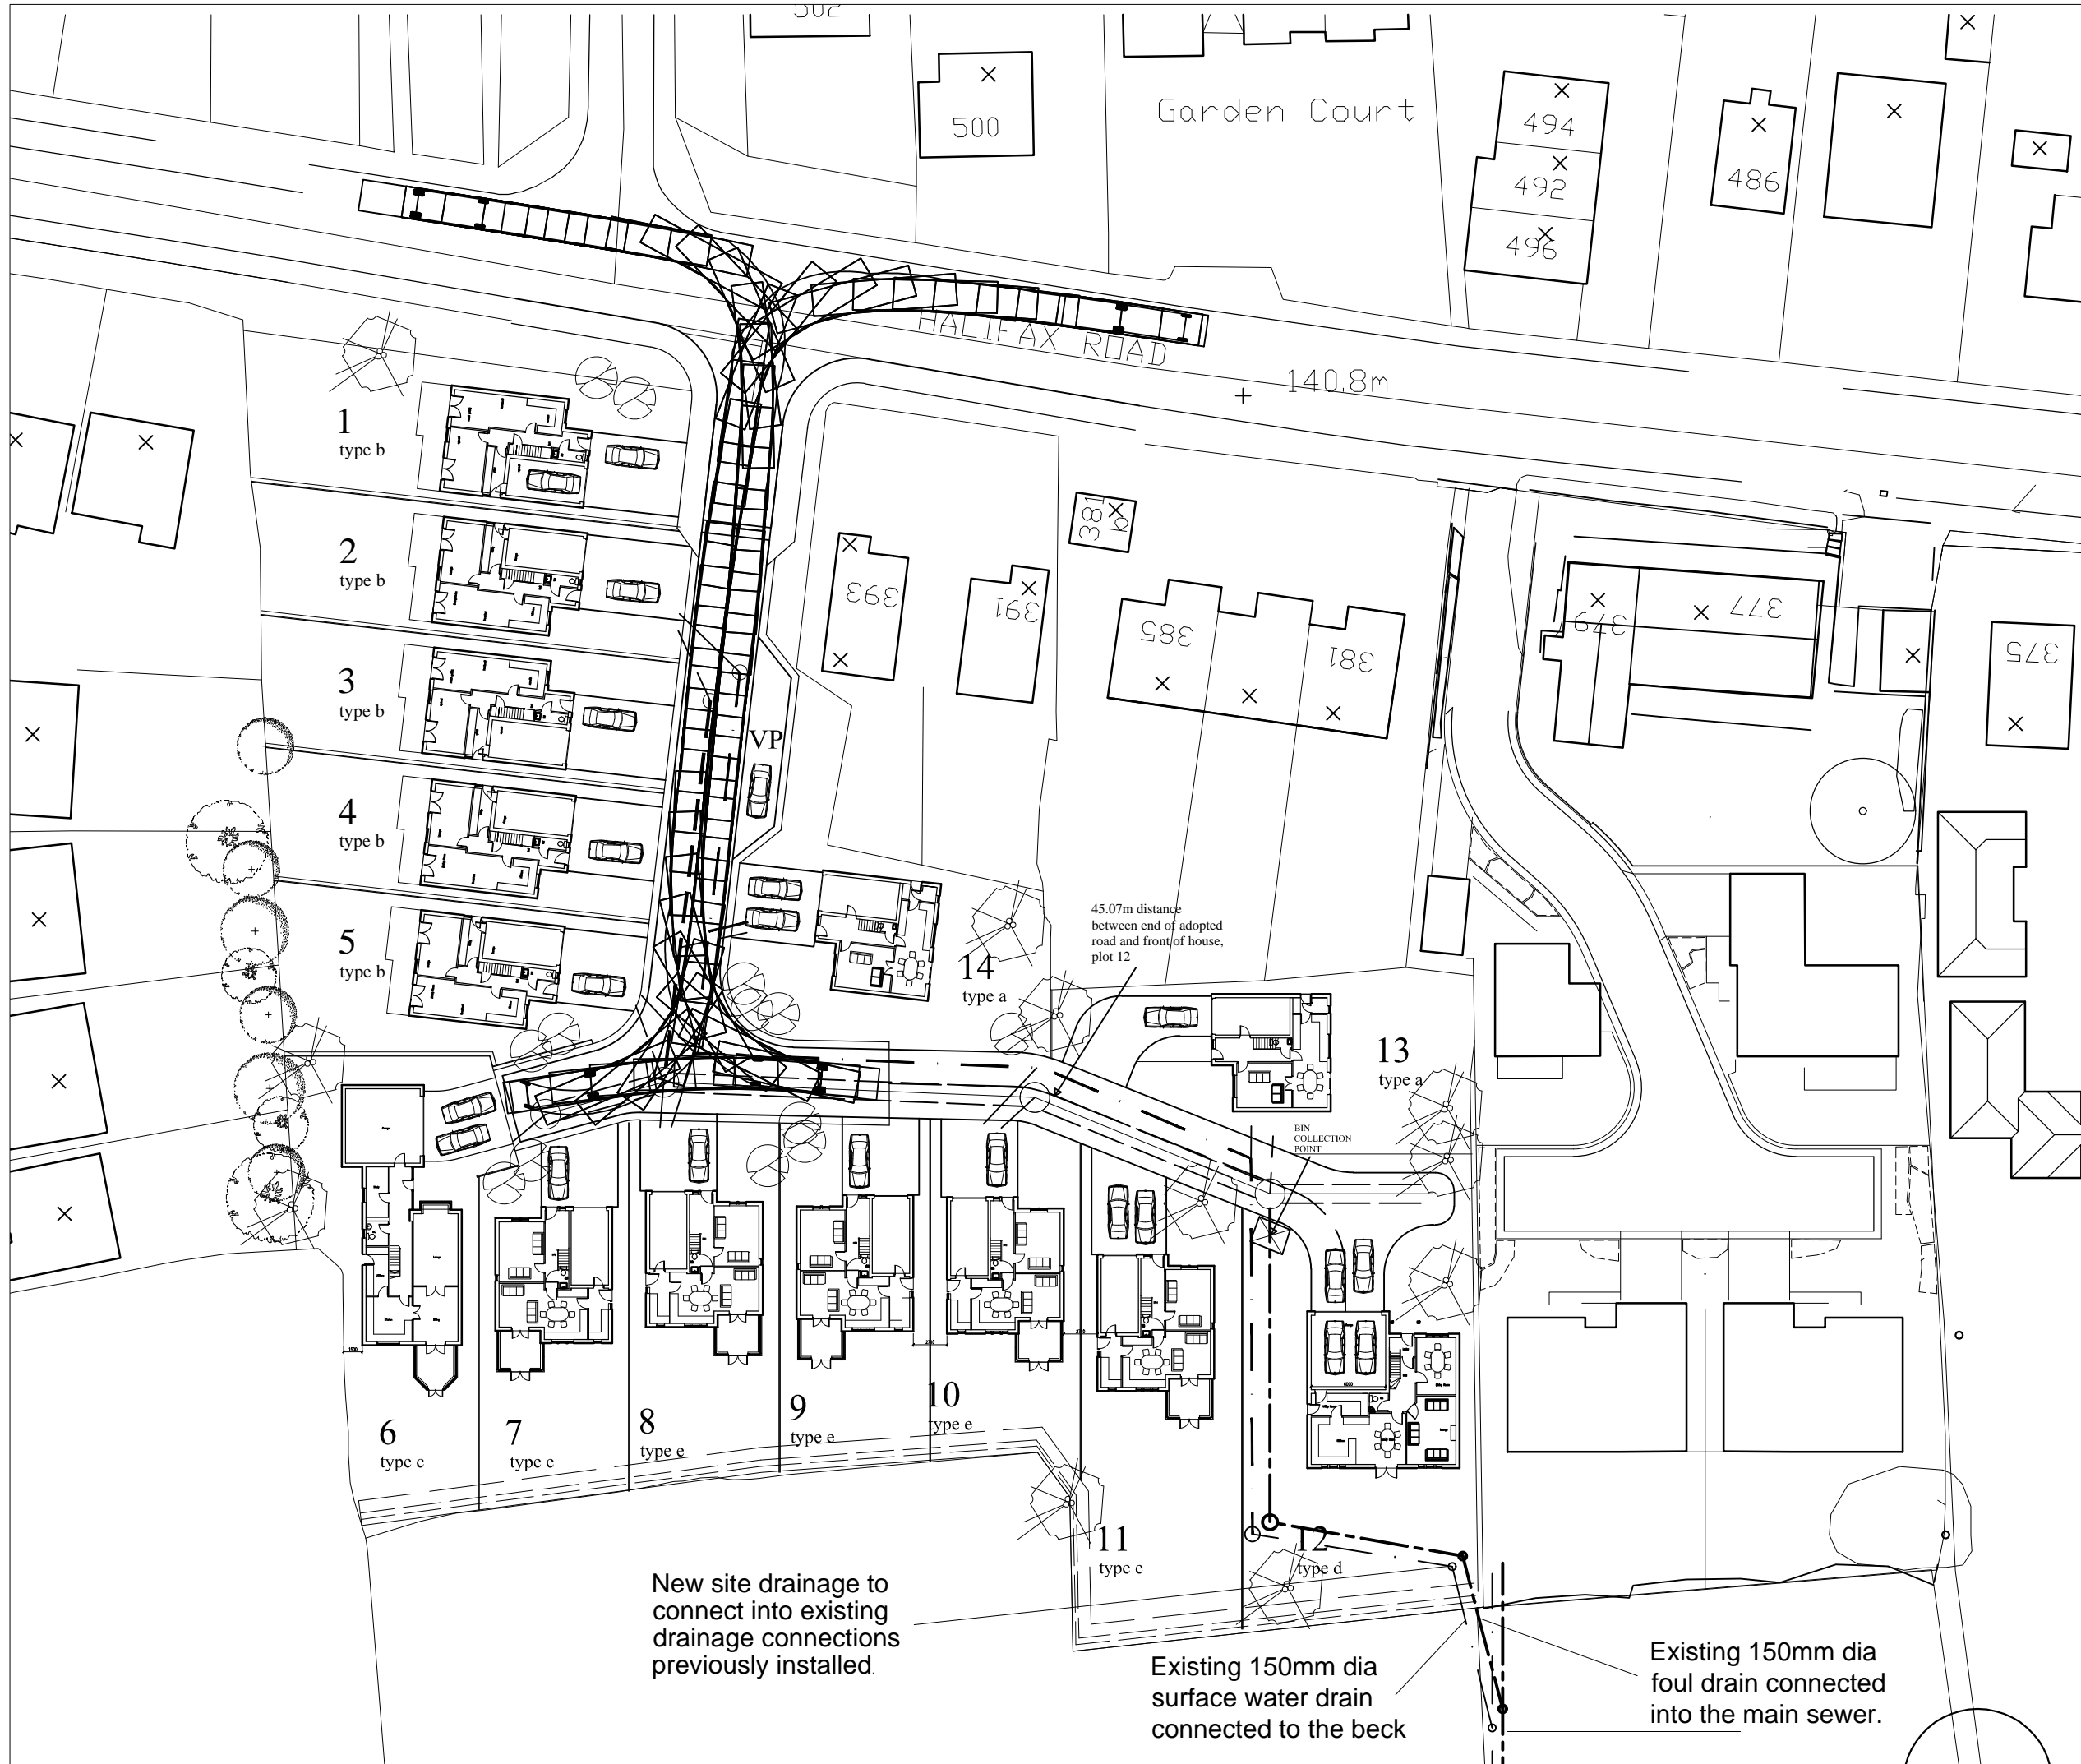 502
500
Garden Court
494
492
496
486
HALIFAX ROAD
140.8m
1
type b
2
type b
3
type b
4
type b
5
type b
393
391
381
385
381
379
377
375
VP
45.07m distance
between end of adopted
road and front of house,
plot 12
14
type a
13
type a
BIN
COLLECTION
POINT
6
type c
7
type e
8
type e
9
type e
10
type e
11
type e
12
type d
New site drainage to
connect into existing
drainage connections
previously installed.
Existing 150mm dia
surface water drain
connected to the beck
Existing 150mm dia
foul drain connected
into the main sewer.